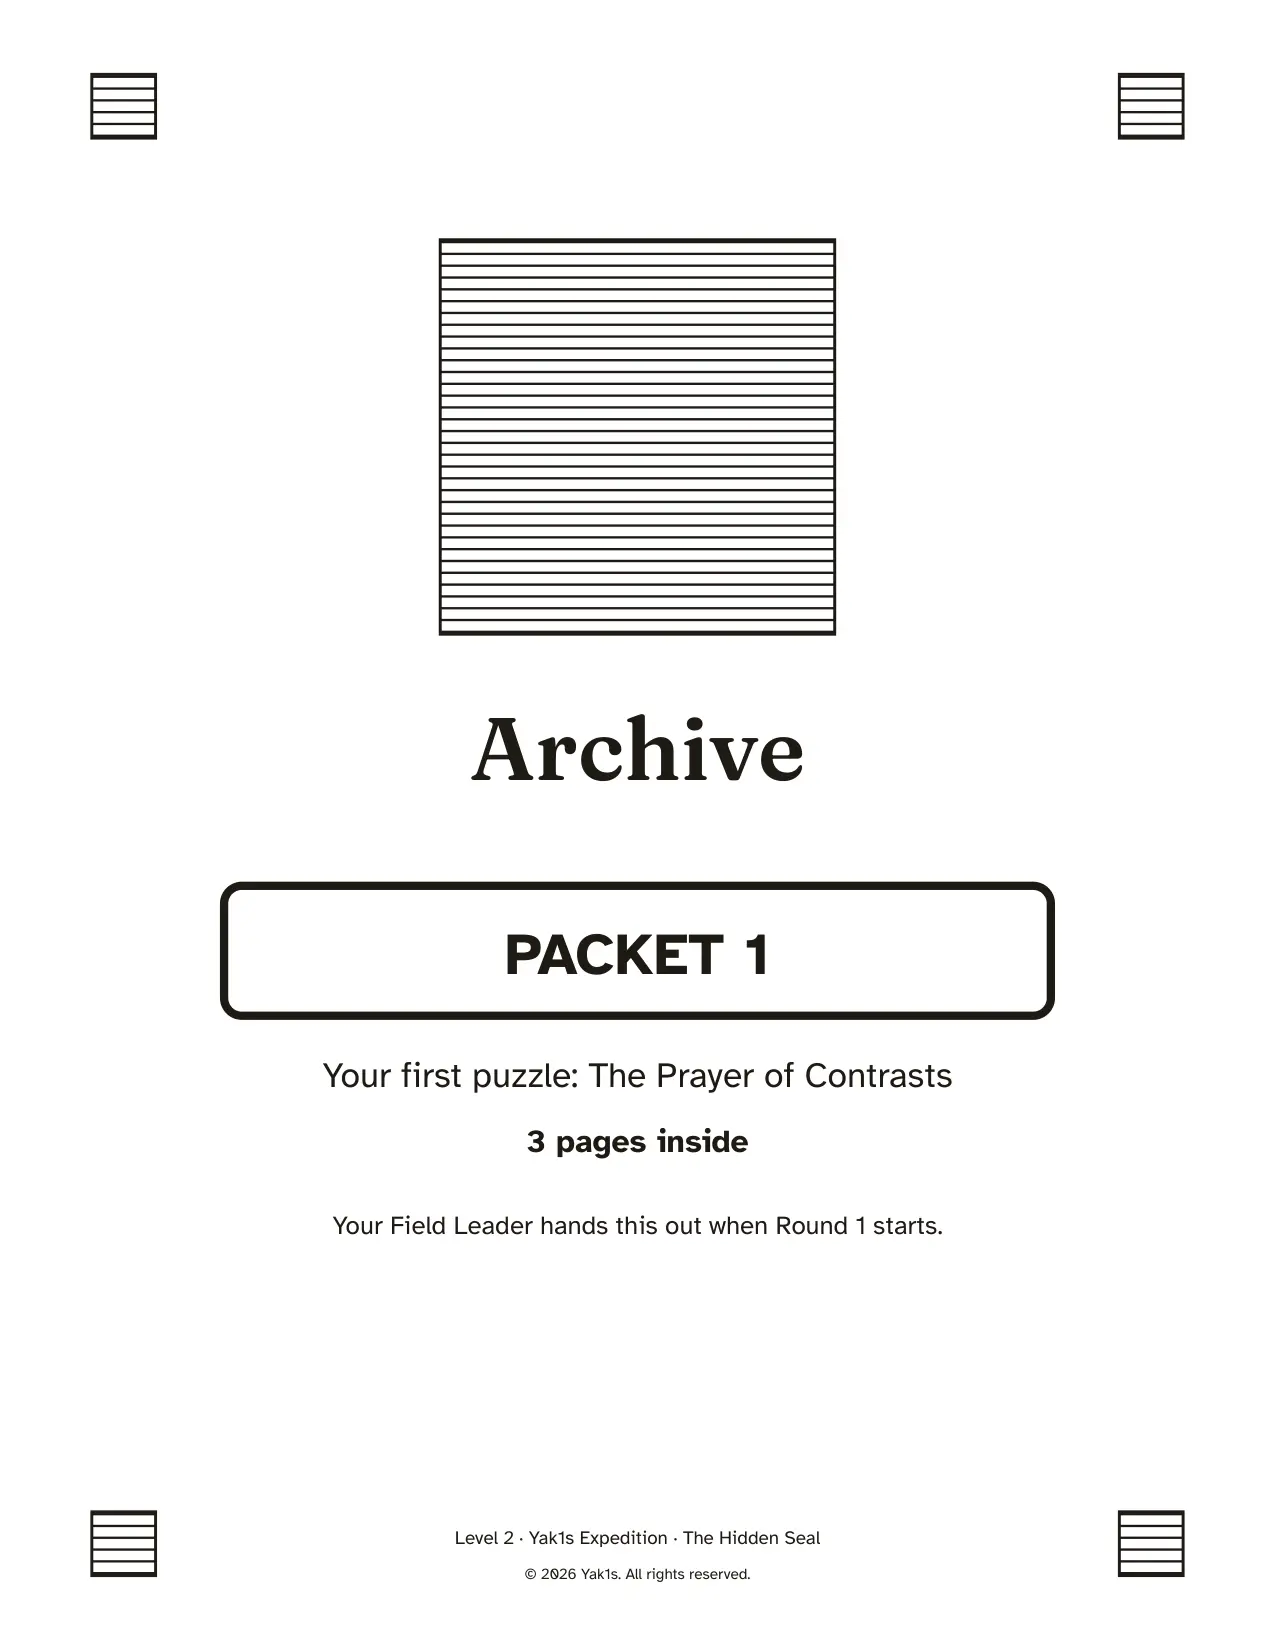 Archive
PACKET 1
Your first puzzle: The Prayer of Contrasts
3 pages inside
Your Field Leader hands this out when Round 1 starts.
Level 2 · Yak1s Expedition · The Hidden Seal
© 2026 Yak1s. All rights reserved.